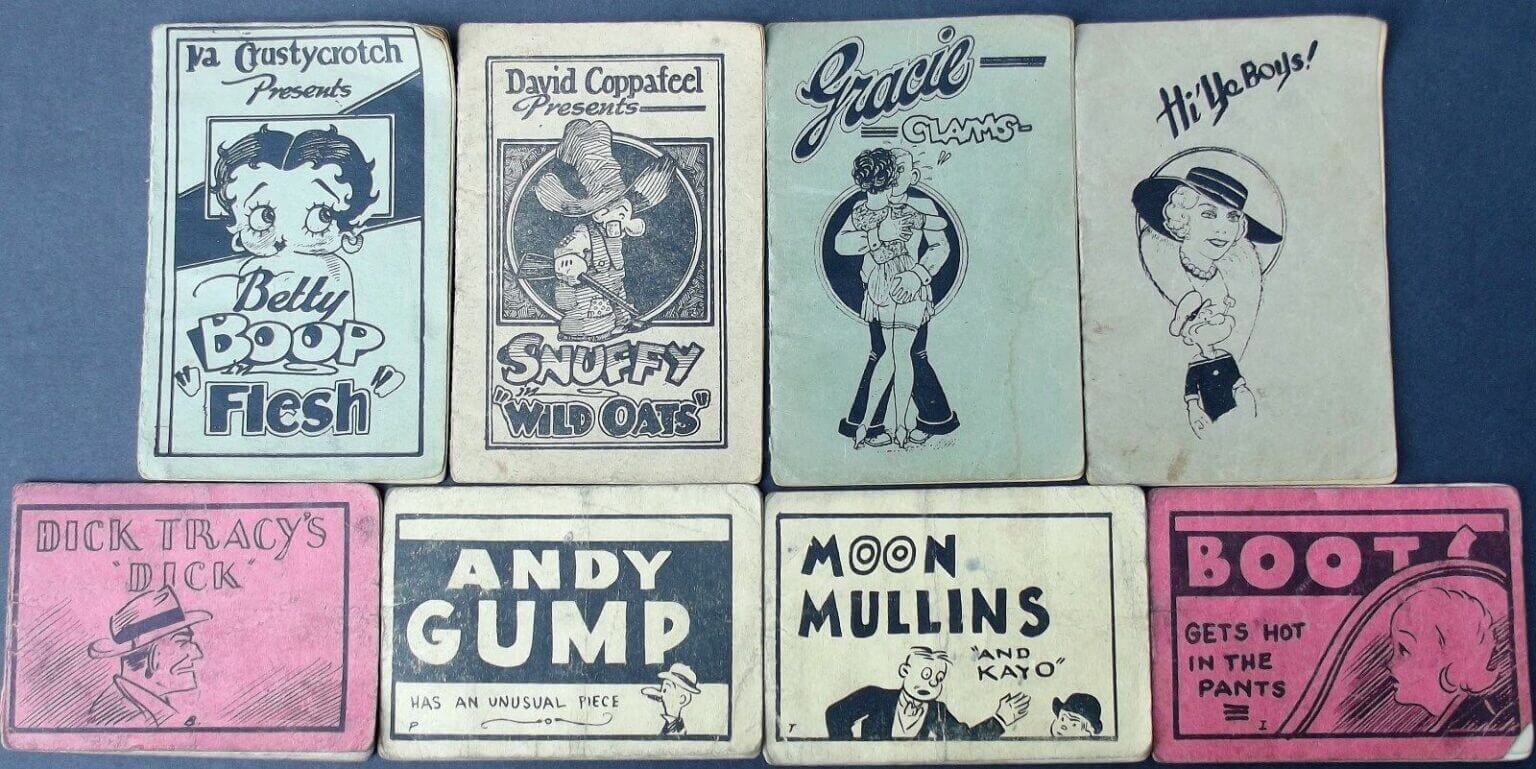 Iva Crustycrotch
Presents
Betty
BOOP
in
"Flesh"
David Coppafeel
Presents
SNUFFY
in
"WILD OATS"
Gracie
CLAMS
Hi 'Ya Boys!
DICK TRACY'S
"DICK"
B.
ANDY
GUMP
HAS AN UNUSUAL PIECE
P
MOON
MULLINS
"AND
KAYO"
T
BOOTS
GETS HOT
IN THE
PANTS
I